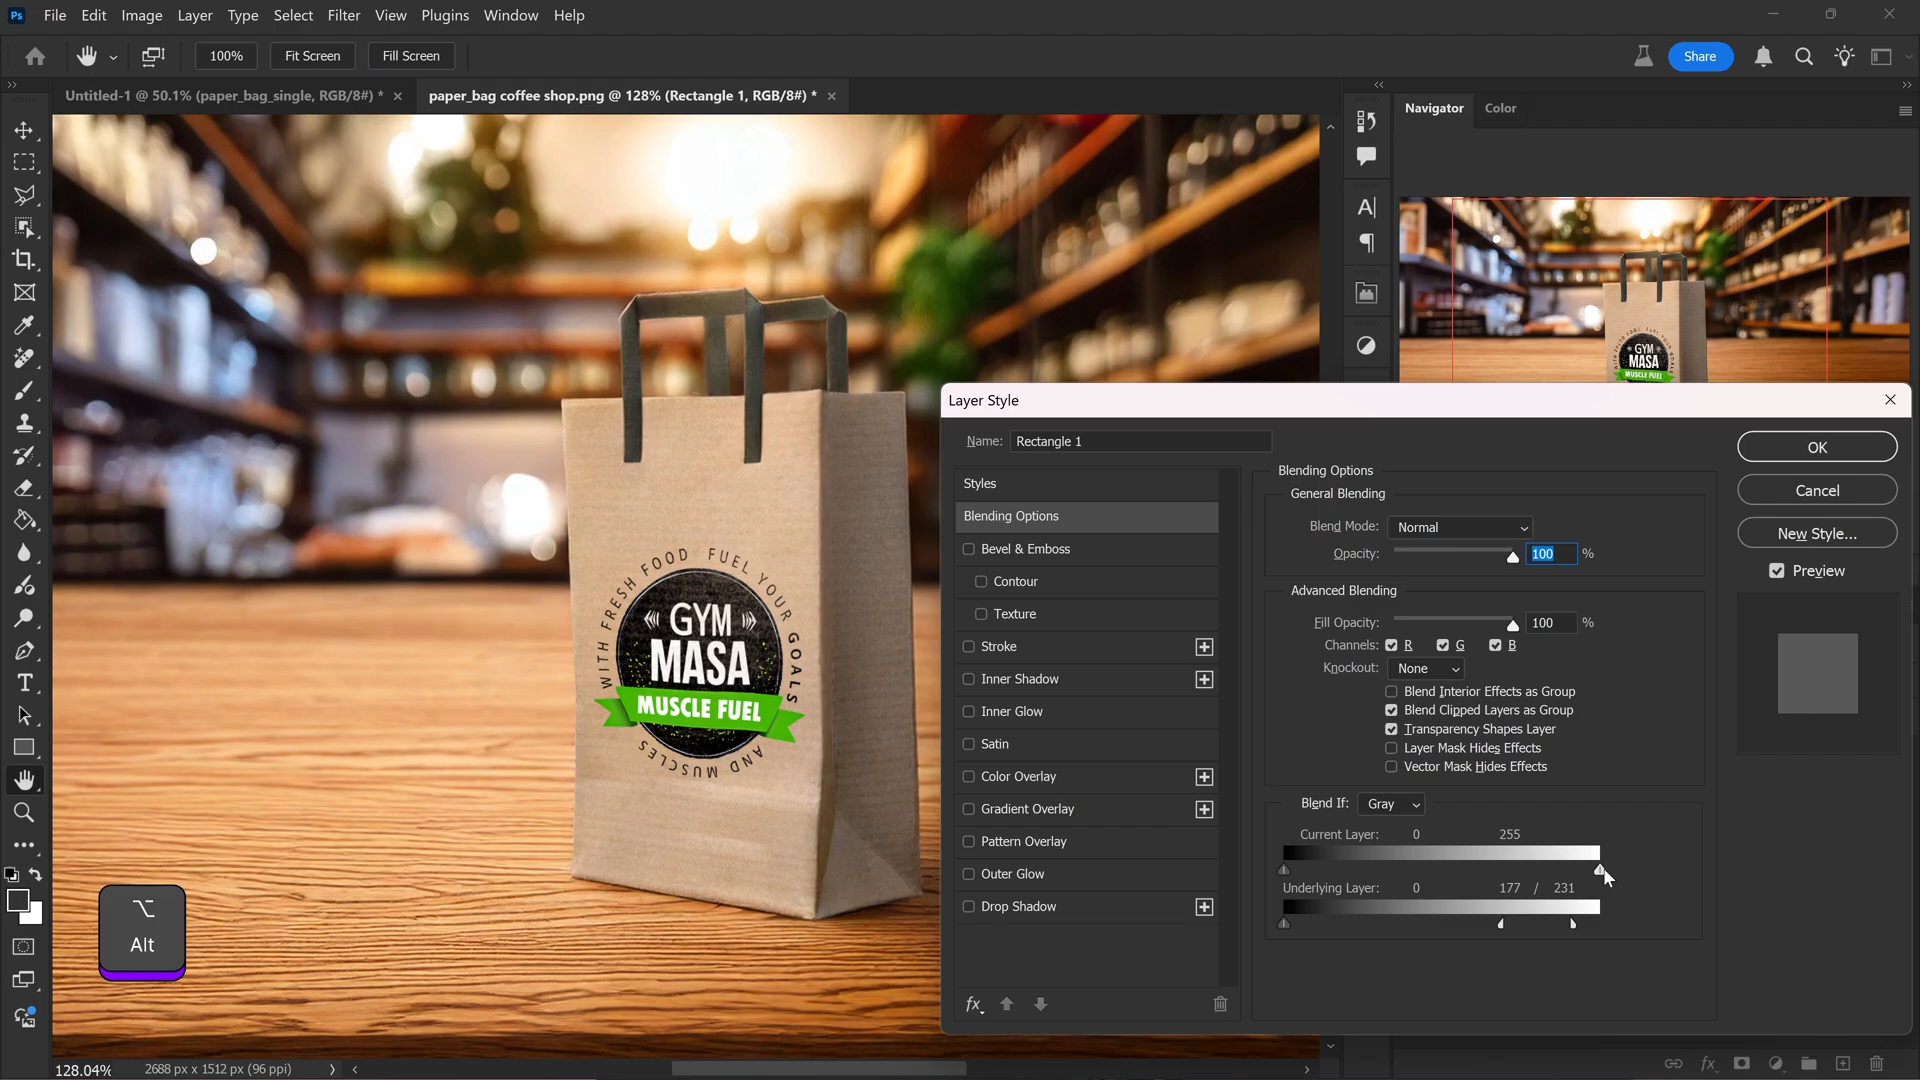 Ps File Edit Image Layer Type Select Filter View Plugins Window Help
100% Fit Screen Fill Screen Share
Untitled-1 @ 50.1% (paper_bag_single, RGB/8#) *
paper_bag coffee shop.png @ 128% (Rectangle 1, RGB/8#) *
Navigator Color
WITH FRESH FOOD FUEL YOUR GOALS
GYM
MASA
MUSCLE FUEL
AND MUSCLES
GYM
MASA
MUSCLE FUEL
Layer Style
Name: Rectangle 1
Styles
Blending Options
Bevel & Emboss
Contour
Texture
Stroke
Inner Shadow
Inner Glow
Satin
Color Overlay
Gradient Overlay
Pattern Overlay
Outer Glow
Drop Shadow
fx
Blending Options
General Blending
Blend Mode: Normal
Opacity: 100 %
Advanced Blending
Fill Opacity: 100 %
Channels: R G B
Knockout: None
Blend Interior Effects as Group
Blend Clipped Layers as Group
Transparency Shapes Layer
Layer Mask Hides Effects
Vector Mask Hides Effects
Blend If: Gray
Current Layer: 0 255
Underlying Layer: 0 177 / 231
OK
Cancel
New Style...
Preview
Alt
128.04% 2688 px x 1512 px (96 ppi)
fx